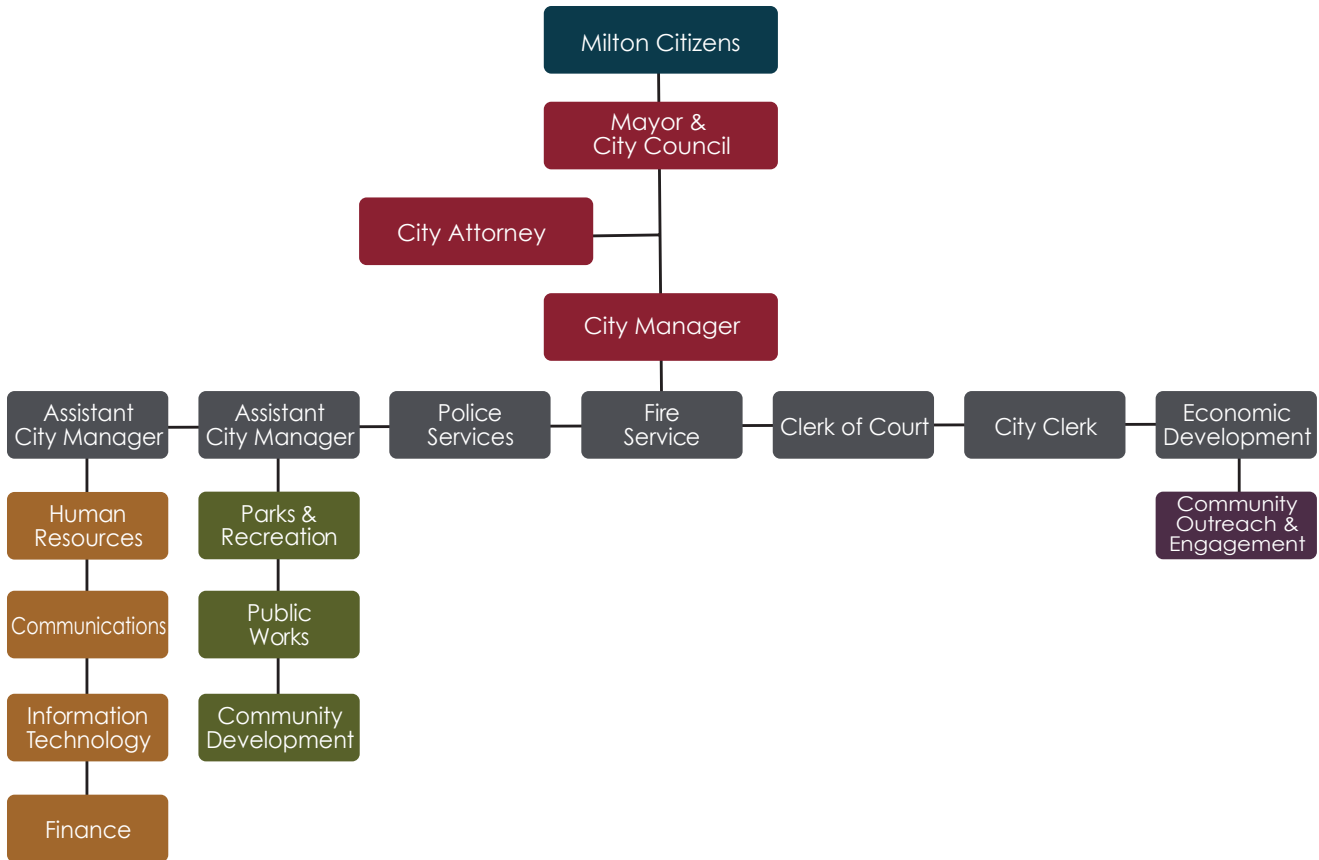 Milton Citizens
Mayor &
City Council
City Attorney
City Manager
Assistant
City Manager
Assistant
City Manager
Police
Services
Fire
Service
Clerk of Court
City Clerk
Economic
Development
Human
Resources
Parks &
Recreation
Community
Outreach &
Engagement
Communications
Public
Works
Information
Technology
Community
Development
Finance